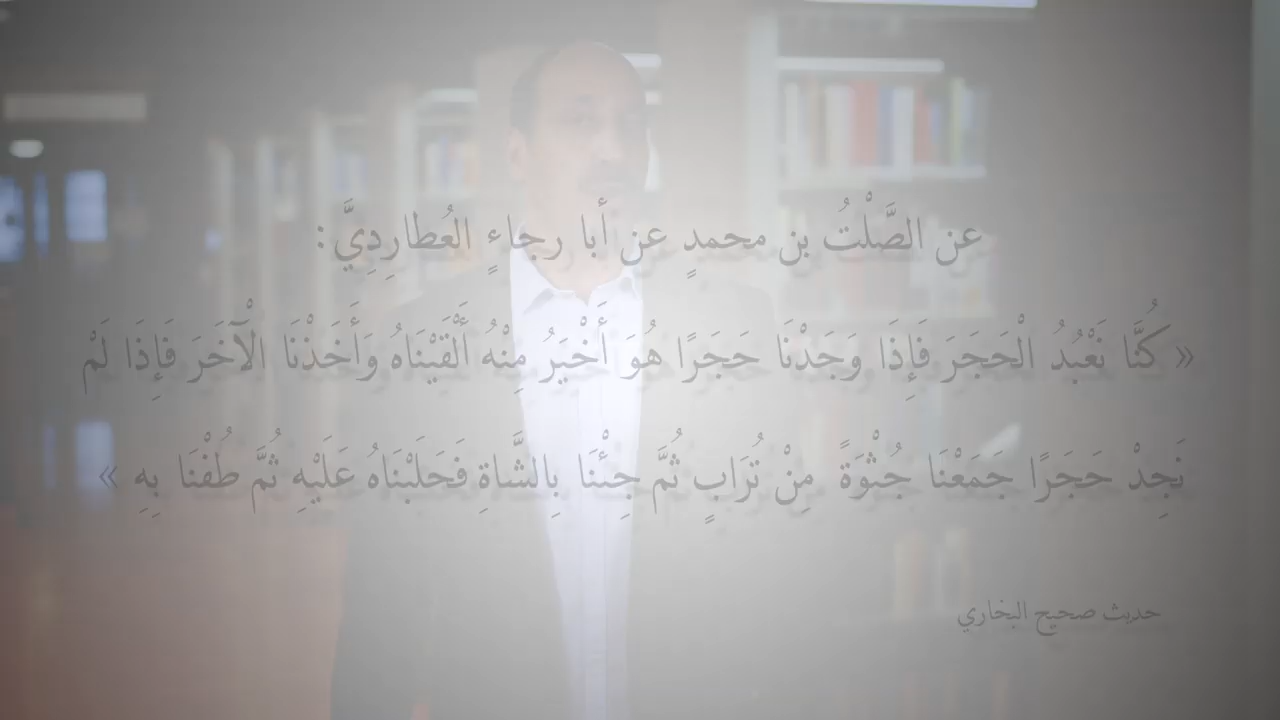 عن الصَّلْتُ بن محمدٍ عن أبا رجاءٍ العُطارِدِيَّ :
« كُنَّا نَعْبُدُ الْحَجَرَ فَإِذَا وَجَدْنَا حَجَرًا هُوَ أَخْيَرُ مِنْهُ أَلْقَيْنَاهُ وَأَخَذْنَا الْآخَرَ فَإِذَا لَمْ
نَجِدْ حَجَرًا جَمَعْنَا جُثْوَةً مِنْ تُرَابٍ ثُمَّ جِئْنَا بِالشَّاةِ فَحَلَبْنَاهُ عَلَيْهِ ثُمَّ طُفْنَا بِهِ »
حديث صحيح البخاري